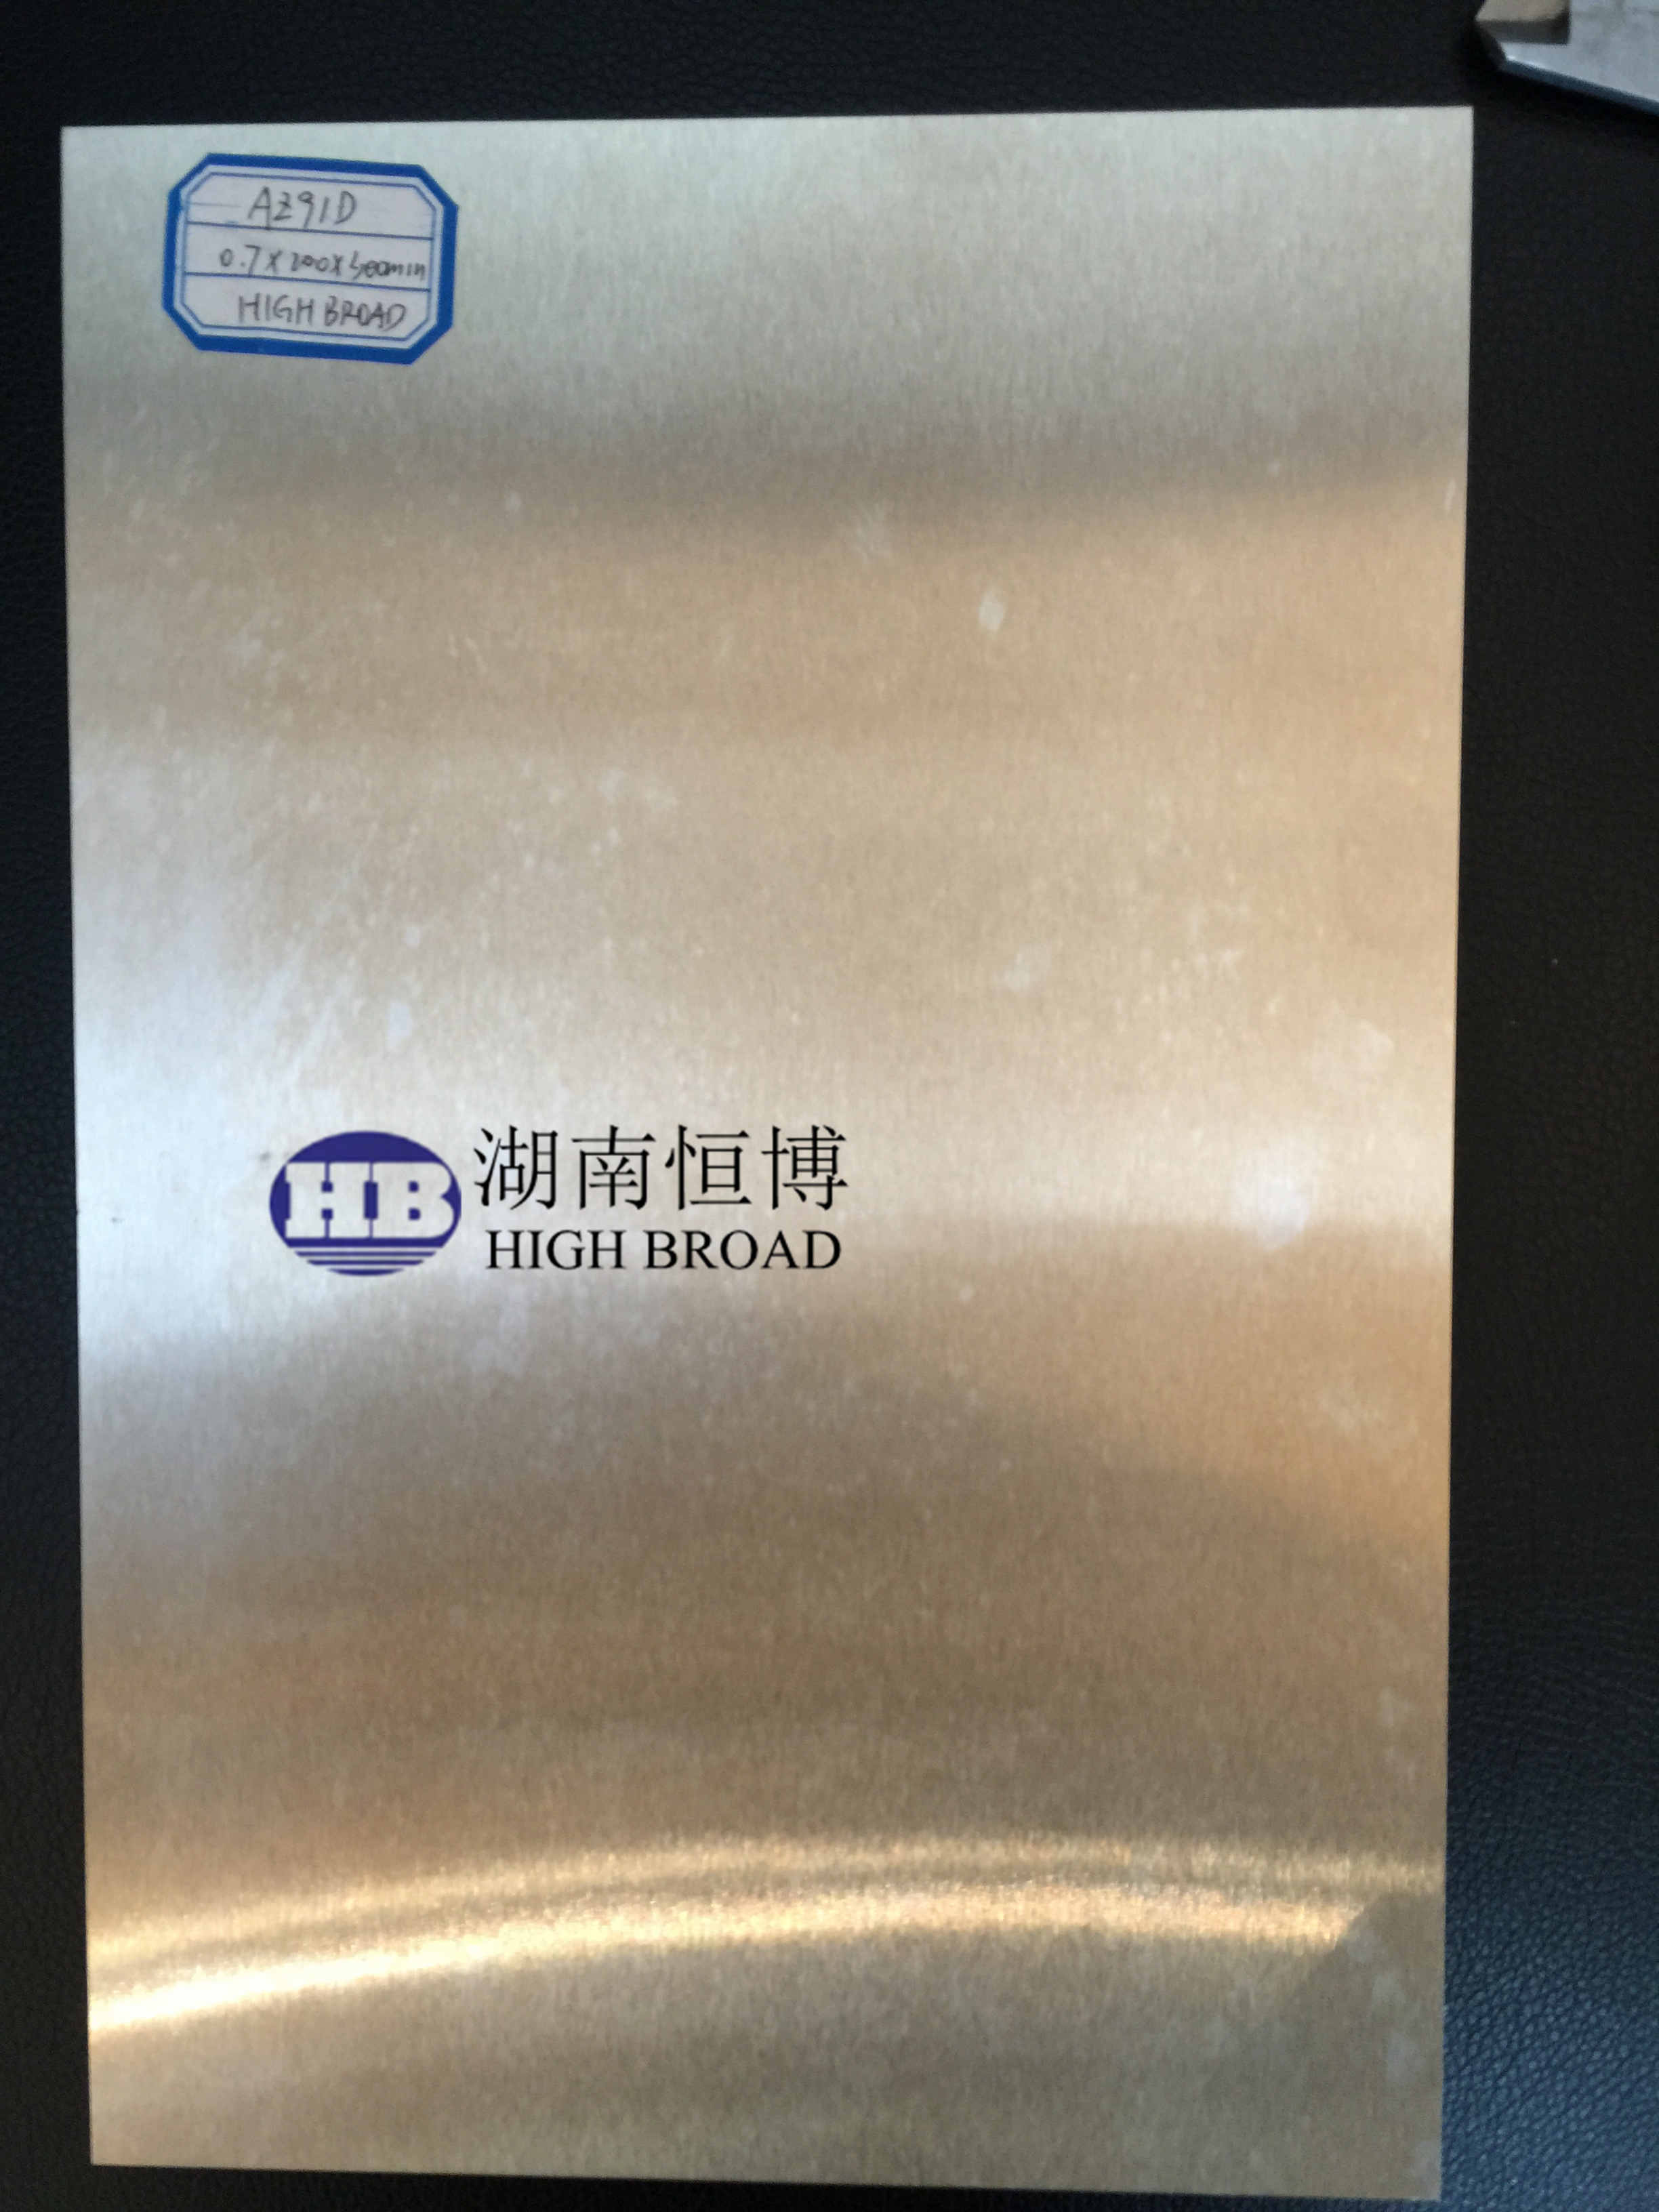 AZ91D
0.7X200X300mm
HIGH BROAD
HB 湖南恒博
HIGH BROAD